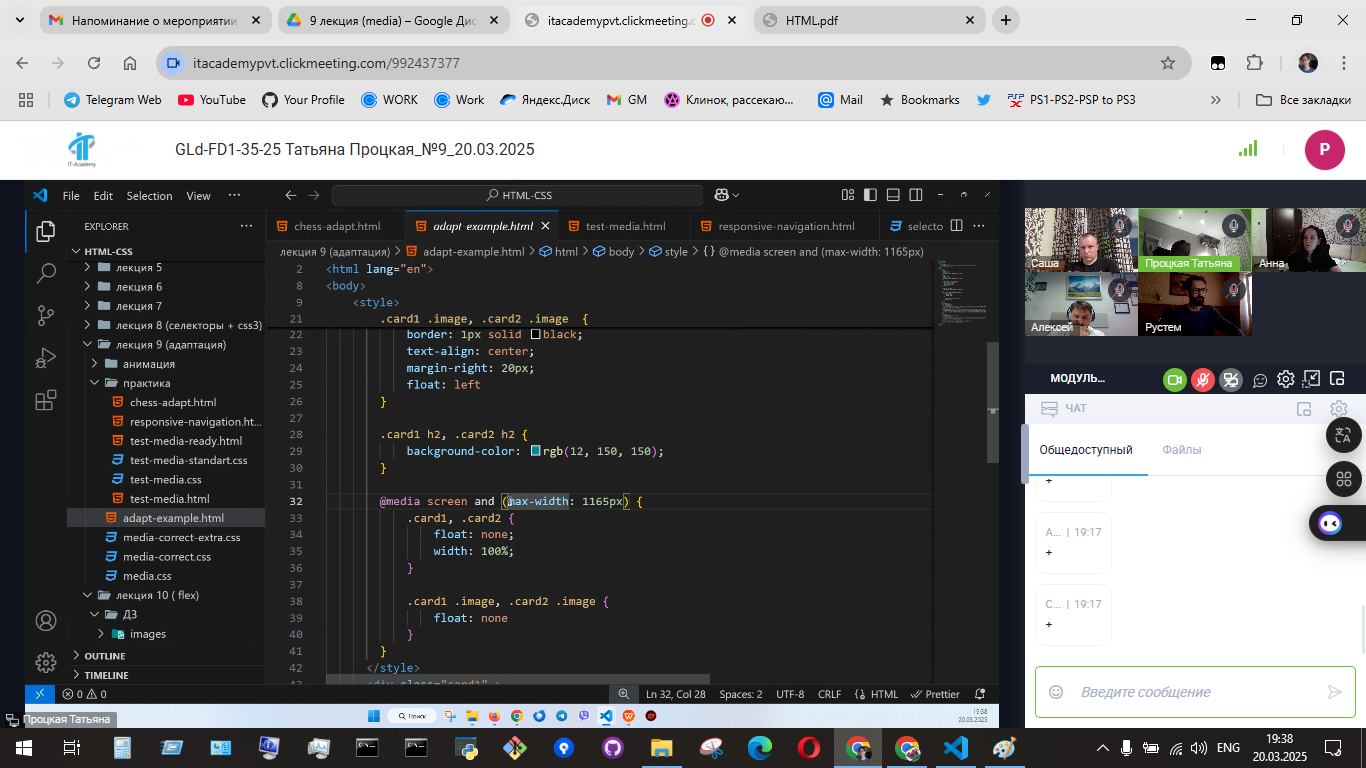 Напоминание о мероприятии
9 лекция (media) – Google Дис
itacademypvt.clickmeeting.c
HTML.pdf
itacademypvt.clickmeeting.com/992437377
Telegram Web
YouTube
Your Profile
WORK
Work
Яндекс.Диск
GM
Клинок, рассекаю...
Mail
Bookmarks
PS1-PS2-PSP to PS3
Все закладки
IT-Academy
GLd-FD1-35-25 Татьяна Процкая_№9_20.03.2025
P
File Edit Selection View ...
HTML-CSS
EXPLORER
HTML-CSS
лекция 5
лекция 6
лекция 7
лекция 8 (селекторы + css3)
лекция 9 (адаптация)
анимация
практика
chess-adapt.html
responsive-navigation.ht...
test-media-ready.html
test-media-standart.css
test-media.css
test-media.html
adapt-example.html
media-correct-extra.css
media-correct.css
media.css
лекция 10 ( flex)
ДЗ
images
OUTLINE
TIMELINE
chess-adapt.html
adapt-example.html
test-media.html
responsive-navigation.html
selecto
лекция 9 (адаптация) > adapt-example.html > html > body > style > {} @media screen and (max-width: 1165px)
2 <html lang="en">
8 <body>
9 <style>
21 .card1 .image, .card2 .image {
22 border: 1px solid black;
23 text-align: center;
24 margin-right: 20px;
25 float: left
26 }
27
28 .card1 h2, .card2 h2 {
29 background-color: rgb(12, 150, 150);
30 }
31
32 @media screen and (max-width: 1165px) {
33 .card1, .card2 {
34 float: none;
35 width: 100%;
36 }
37
38 .card1 .image, .card2 .image {
39 float: none
40 }
41 }
42 </style>
43 <div class="card1" >
0 0
Ln 32, Col 28
Spaces: 2
UTF-8
CRLF
{} HTML
Prettier
Поиск
19:38
20.03.2025
Процкая Татьяна
Саша
Процкая Татьяна
Анна
Алексей
Рустем
МОДУЛЬ...
ЧАТ
Общедоступный
Файлы
+
A... | 19:17
+
C... | 19:17
+
Введите сообщение
ENG
19:38
20.03.2025